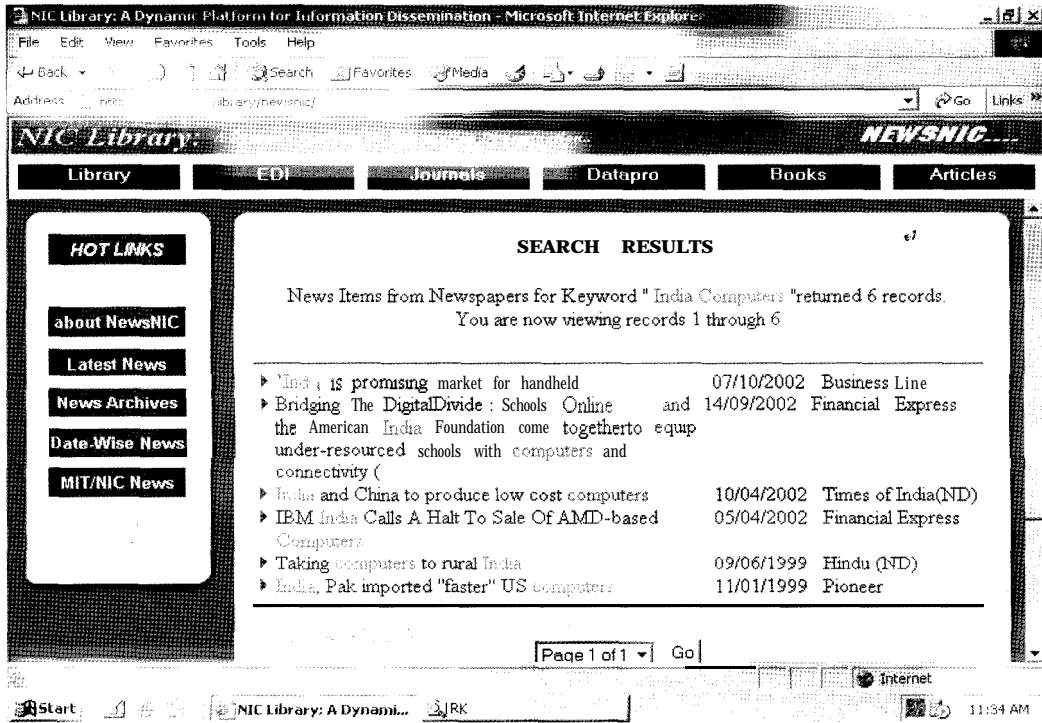 NIC Library: A Dynamic Platform for Information Dissemination - Microsoft Internet Explorer
File Edit View Favorites Tools Help
Back Search Favorites Media
Address library/newsnic/ Go Links »
NIC Library: NEWSNIC
Library EDI Journals Datapro Books Articles
HOT LINKS
about NewsNIC
Latest News
News Archives
Date-Wise News
MIT/NIC News
SEARCH RESULTS
News Items from Newspapers for Keyword " India Computers "returned 6 records.
You are now viewing records 1 through 6
'India is promising market for handheld 07/10/2002 Business Line
Bridging The DigitalDivide : Schools Online and 14/09/2002 Financial Express
the American India Foundation come togetherto equip
under-resourced schools with computers and
connectivity (
India and China to produce low cost computers 10/04/2002 Times of India(ND)
IBM India Calls A Halt To Sale Of AMD-based 05/04/2002 Financial Express
Computers
Taking computers to rural India 09/06/1999 Hindu (ND)
India, Pak imported "faster" US computers 11/01/1999 Pioneer
Page 1 of 1 Go
Internet
Start NIC Library: A Dynami... RK 11:34 AM